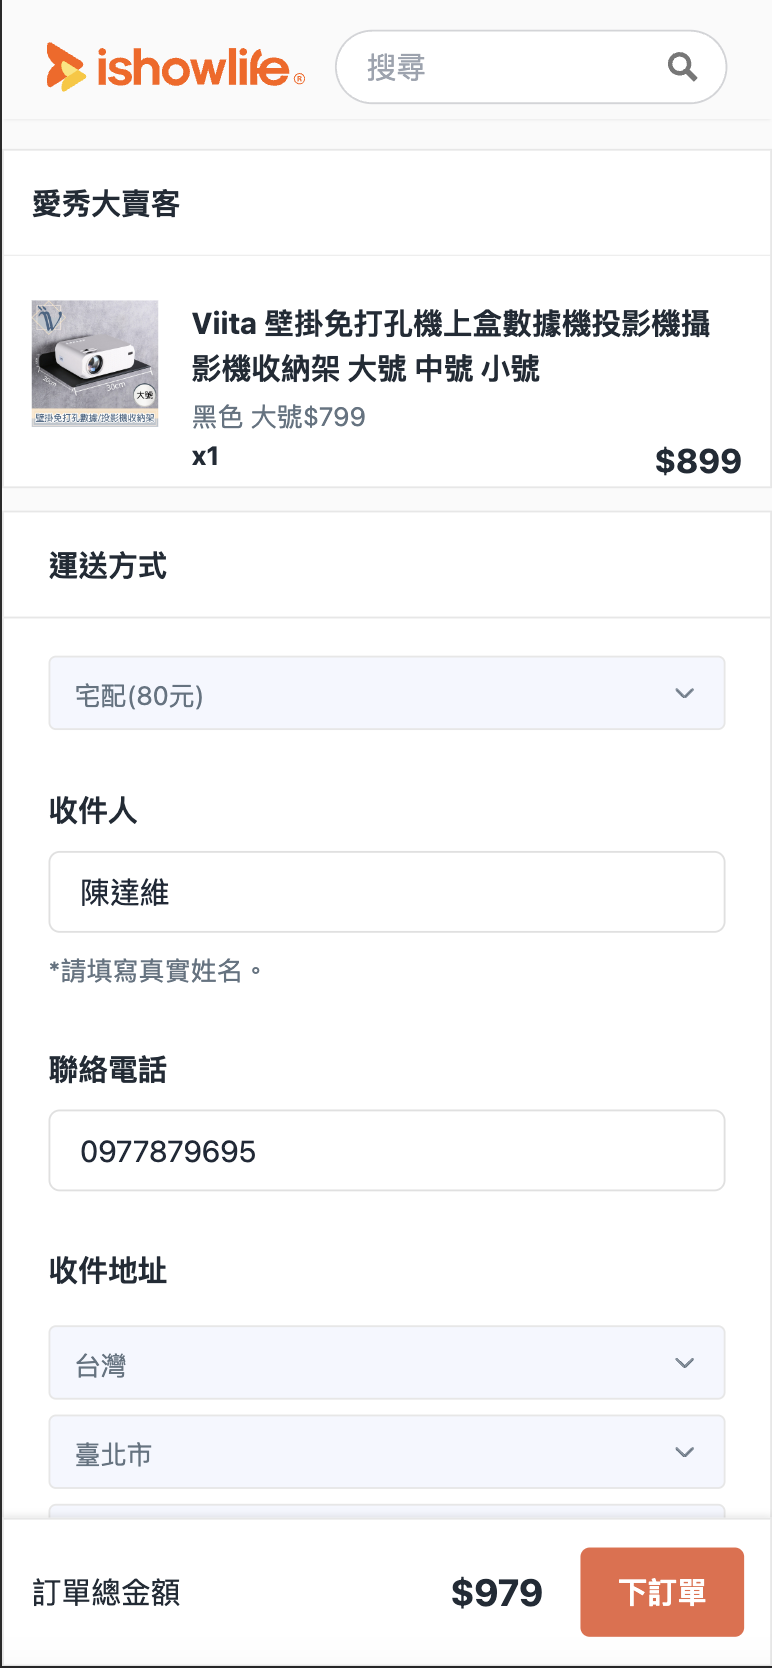 ishowlife®
搜尋
愛秀大賣客
30cm
大號
壁掛免打孔數據/投影機收納架
Viita 壁掛免打孔機上盒數據機投影機攝
影機收納架 大號 中號 小號
黑色 大號$799
x1
$899
運送方式
宅配(80元)
收件人
陳達維
*請填寫真實姓名。
聯絡電話
0977879695
收件地址
台灣
臺北市
訂單總金額
$979
下訂單